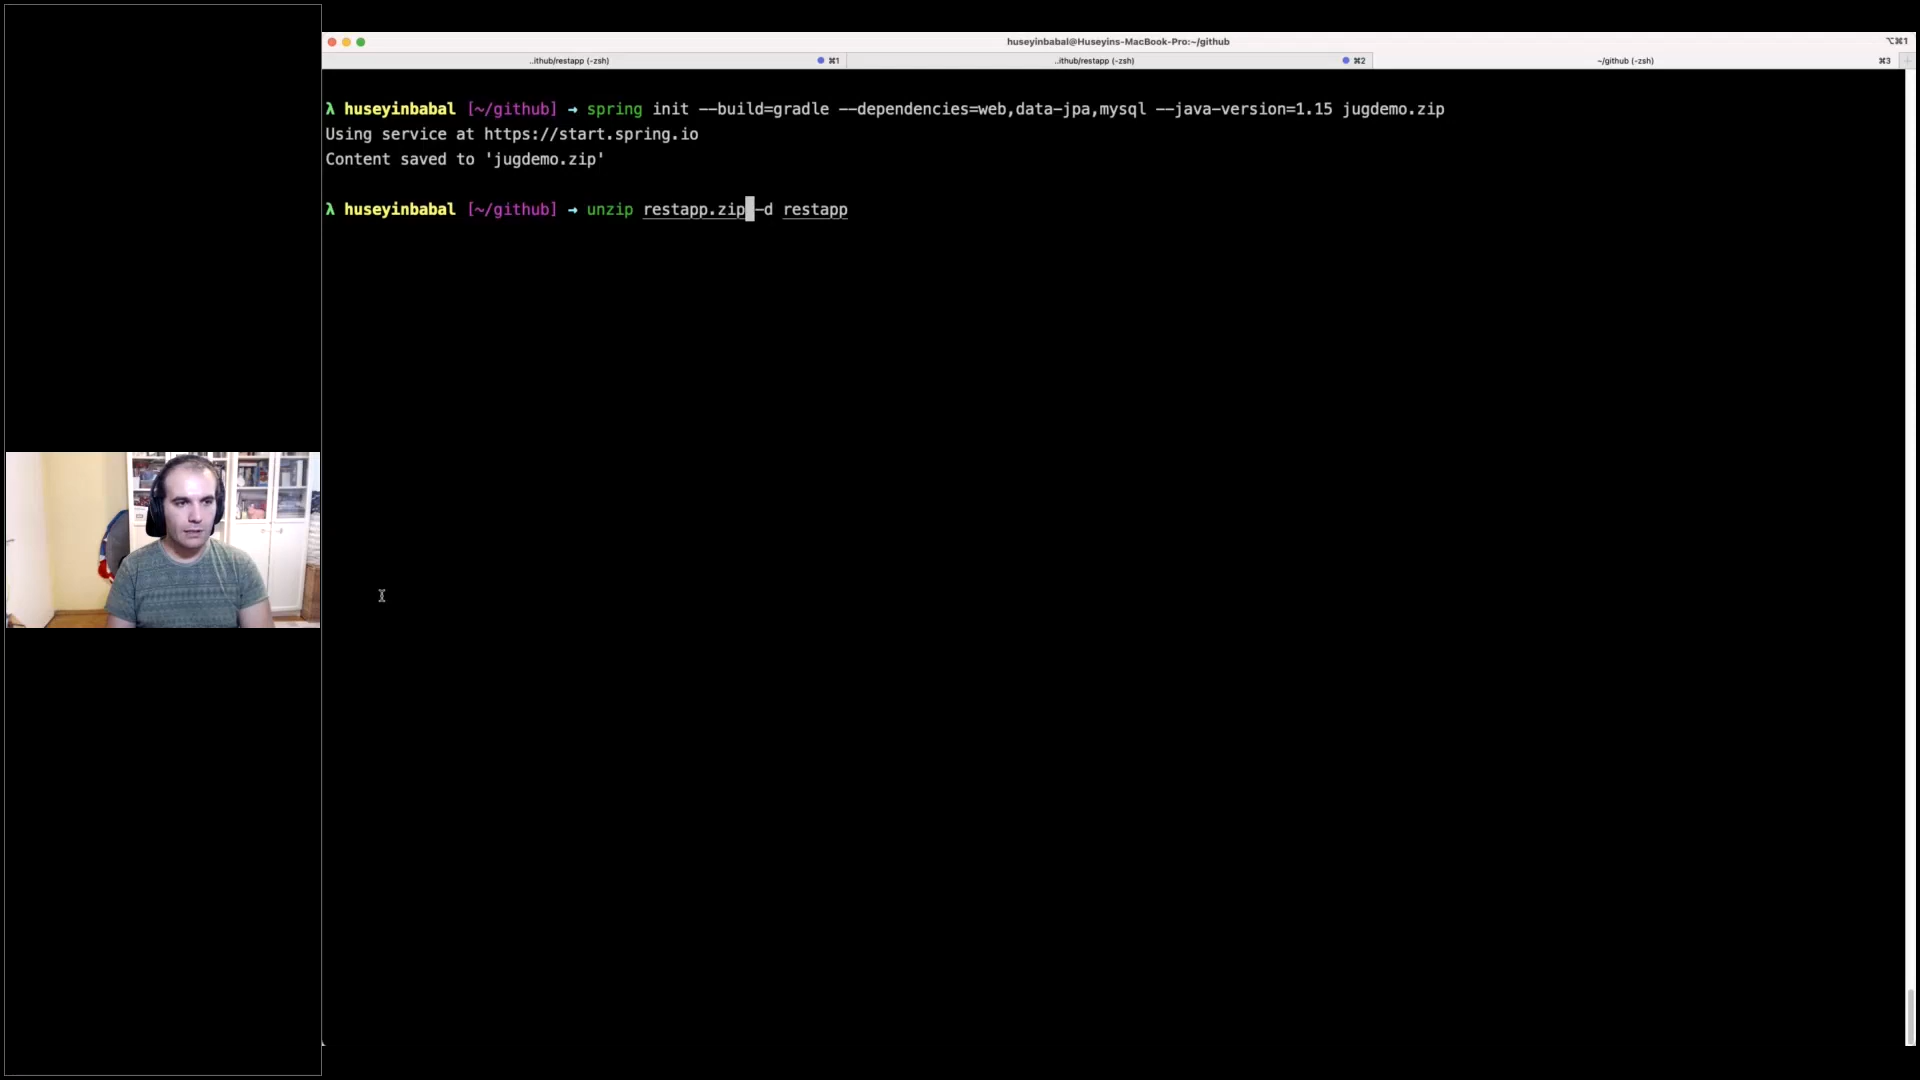 huseyinbabal@Huseyins-MacBook-Pro:~/github
⌥⌘1
..ithub/restapp (-zsh)
⌘1
..ithub/restapp (-zsh)
⌘2
~/github (-zsh)
⌘3
λ huseyinbabal [~/github] → spring init --build=gradle --dependencies=web,data-jpa,mysql --java-version=1.15 jugdemo.zip
Using service at https://start.spring.io
Content saved to 'jugdemo.zip'
λ huseyinbabal [~/github] → unzip restapp.zip -d restapp